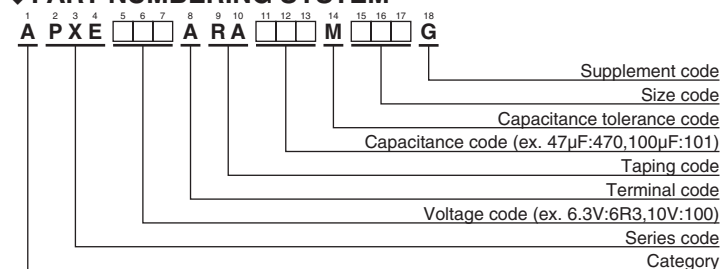 ◆PART NUMBERING SYSTEM
1 2 3 4 5 6 7 8 9 10 11 12 13 14 15 16 17 18
A P X E □□□ A R A □□□ M □□□ G
Supplement code
Size code
Capacitance tolerance code
Capacitance code (ex. 47µF:470,100µF:101)
Taping code
Terminal code
Voltage code (ex. 6.3V:6R3,10V:100)
Series code
Category